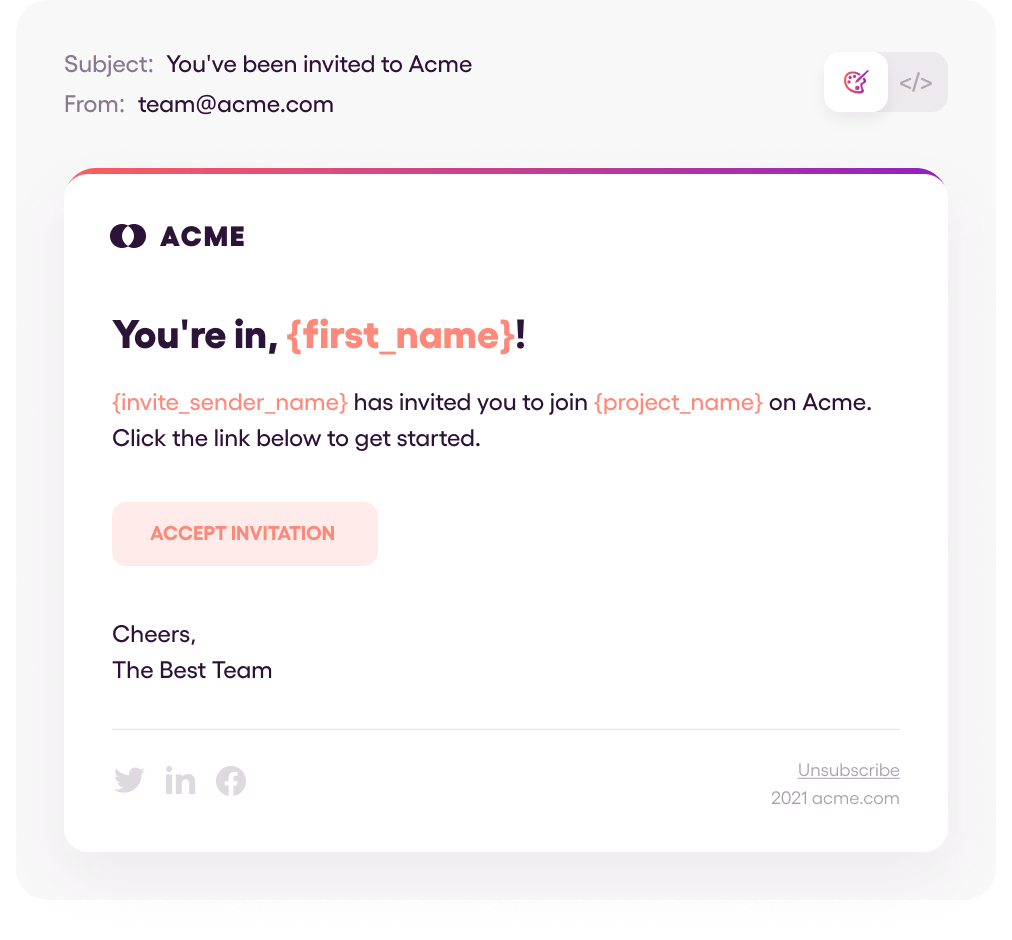 Subject: You've been invited to Acme
From: team@acme.com
</>
ACME
You're in, {first_name}!
{invite_sender_name} has invited you to join {project_name} on Acme.
Click the link below to get started.
ACCEPT INVITATION
Cheers,
The Best Team
in
Unsubscribe
2021 acme.com